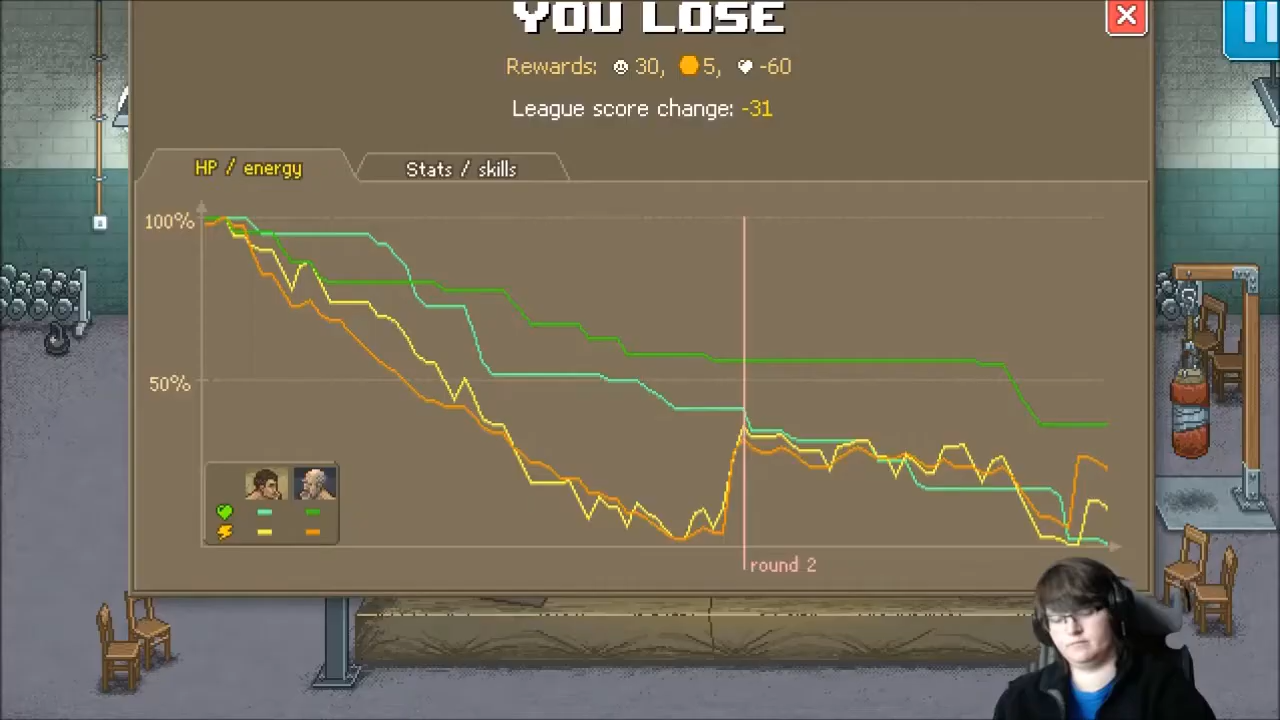 YOU LOSE
Rewards: 30, 5, -60
League score change: -31
HP / energy
Stats / skills
100%
50%
round 2